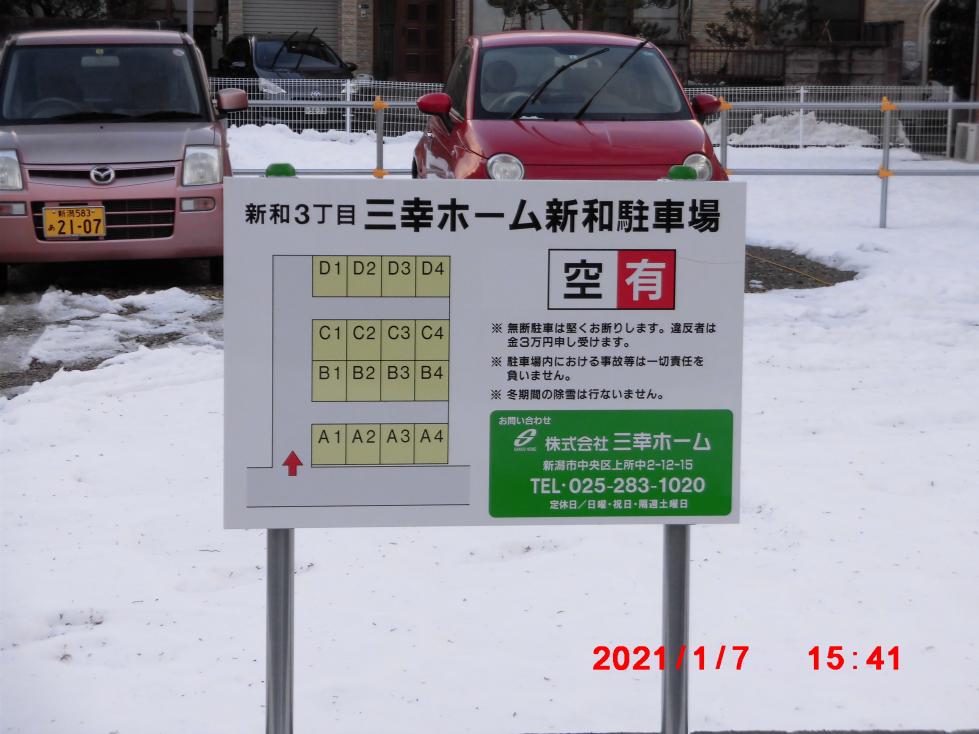 新和3丁目 三幸ホーム新和駐車場
空 有
D1 D2 D3 D4
C1 C2 C3 C4
B1 B2 B3 B4
A1 A2 A3 A4
※ 無断駐車は堅くお断りします。違反者は
金3万円申し受けます。
※ 駐車場内における事故等は一切責任を
負いません。
※ 冬期間の除雪は行ないません。
お問い合わせ
株式会社 三幸ホーム
新潟市中央区上所中2-12-15
TEL・025-283-1020
定休日／日曜・祝日・隔週土曜日
新潟 583
あ 21-07
2021/1/7 15:41